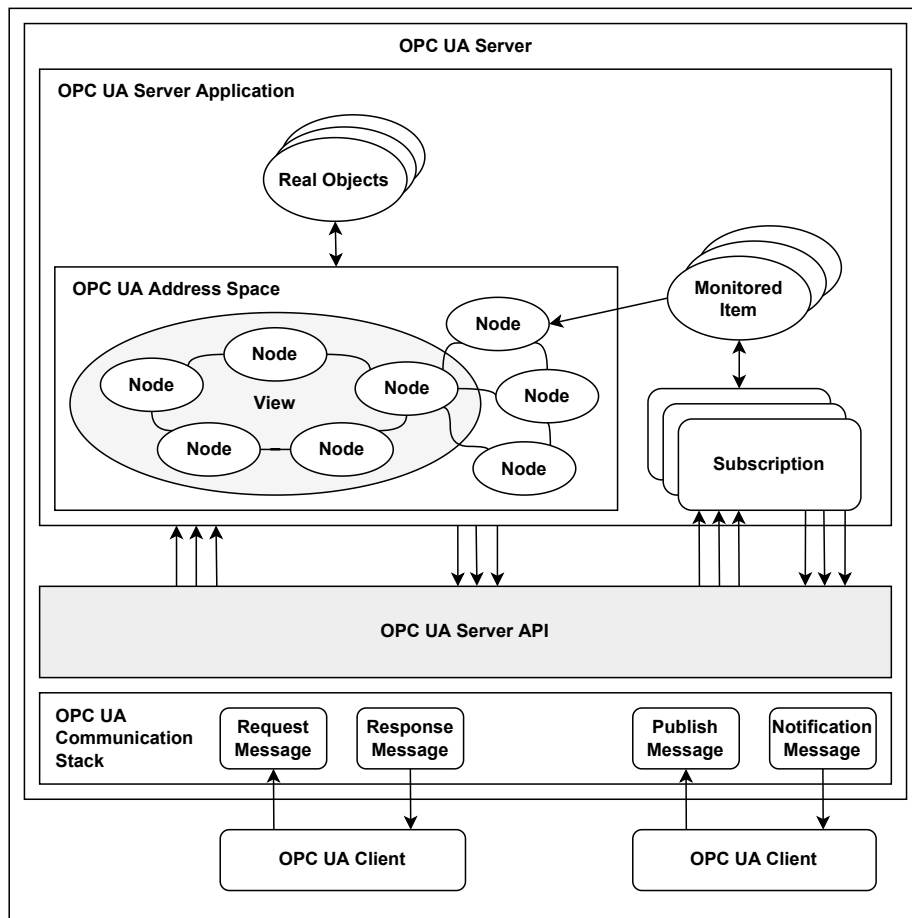 OPC UA Server
OPC UA Server Application
Real Objects
OPC UA Address Space
Monitored
Item
Node
Node
Node
Node
Node
View
Node
Node
Node
Subscription
OPC UA Server API
OPC UA
Communication
Stack
Request
Message
Response
Message
Publish
Message
Notification
Message
OPC UA Client
OPC UA Client